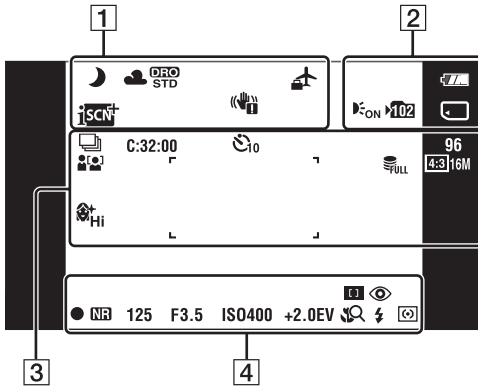 1
2
DRO
STD
iSCN+
ON 102
C:32:00
10
96
FULL
4:3 16M
Hi
NR 125 F3.5 ISO400 +2.0EV
3
4